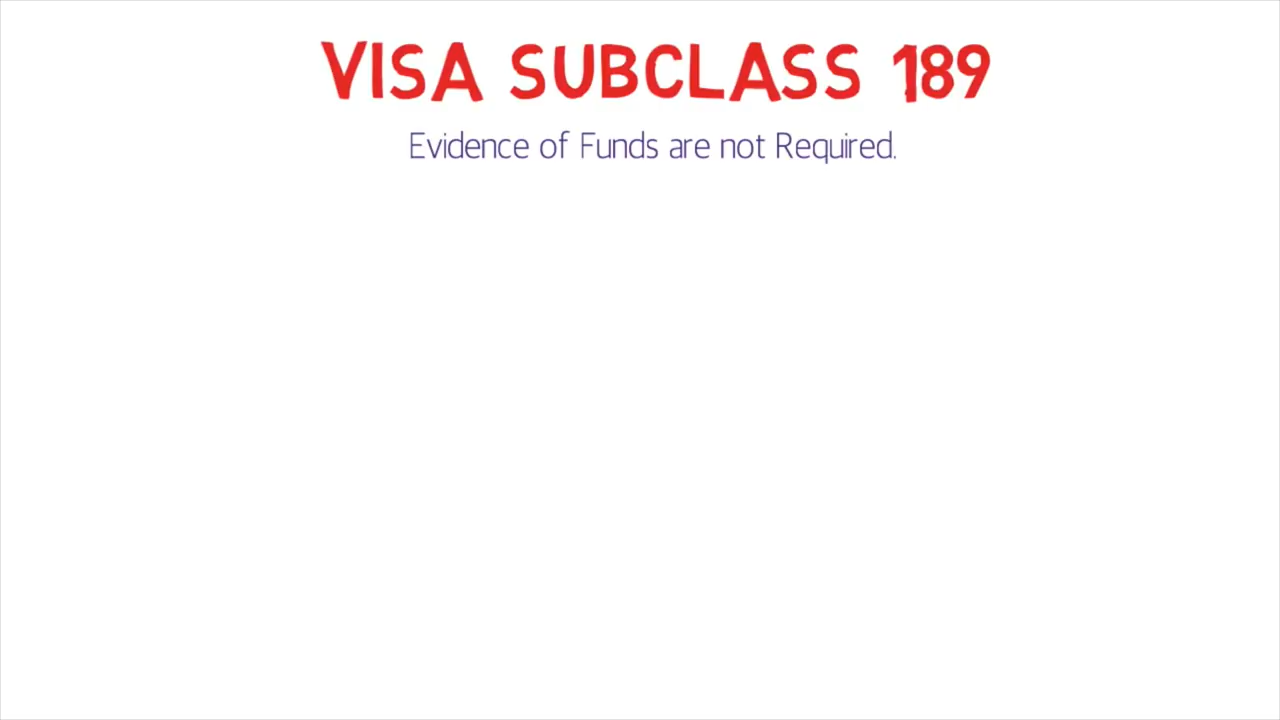 VISA SUBCLASS 189
Evidence of Funds are not Required.